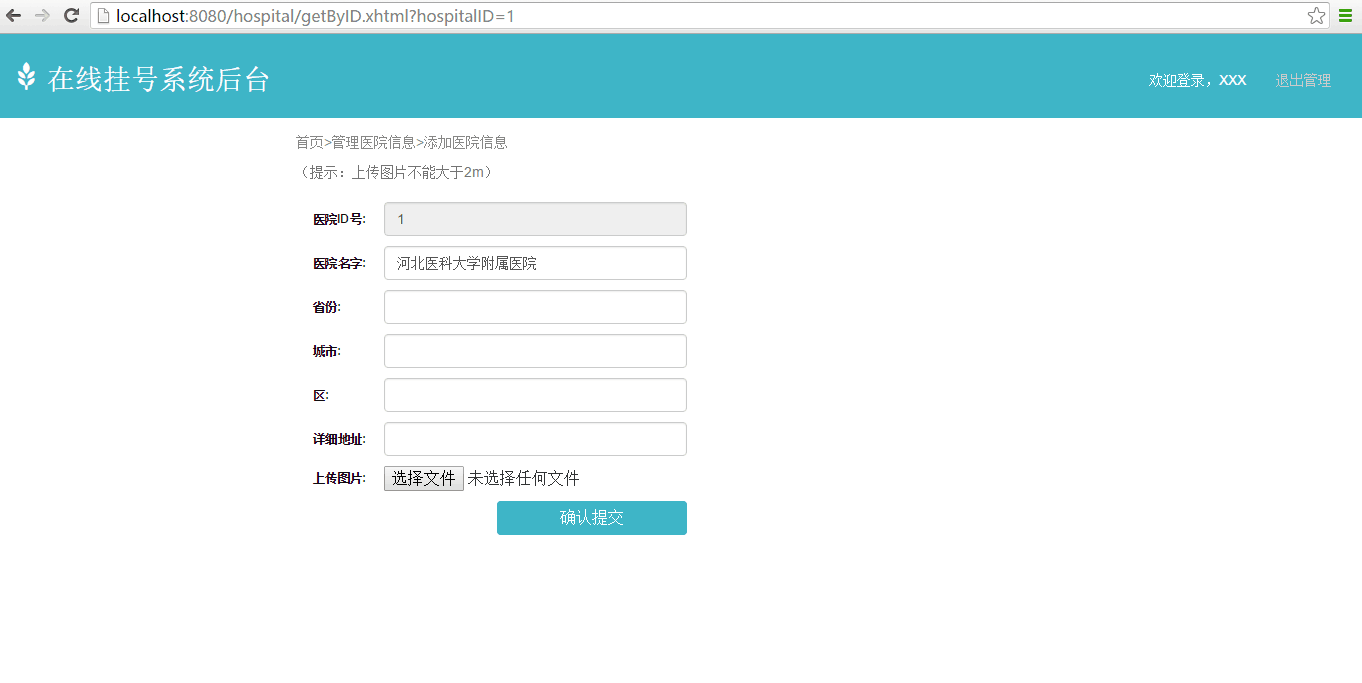 localhost:8080/hospital/getByID.xhtml?hospitalID=1
在线挂号系统后台
欢迎登录，XXX 退出管理
首页>管理医院信息>添加医院信息
（提示：上传图片不能大于2m）
医院ID号: 1
医院名字: 河北医科大学附属医院
省份:
城市:
区:
详细地址:
上传图片: 选择文件 未选择任何文件
确认提交